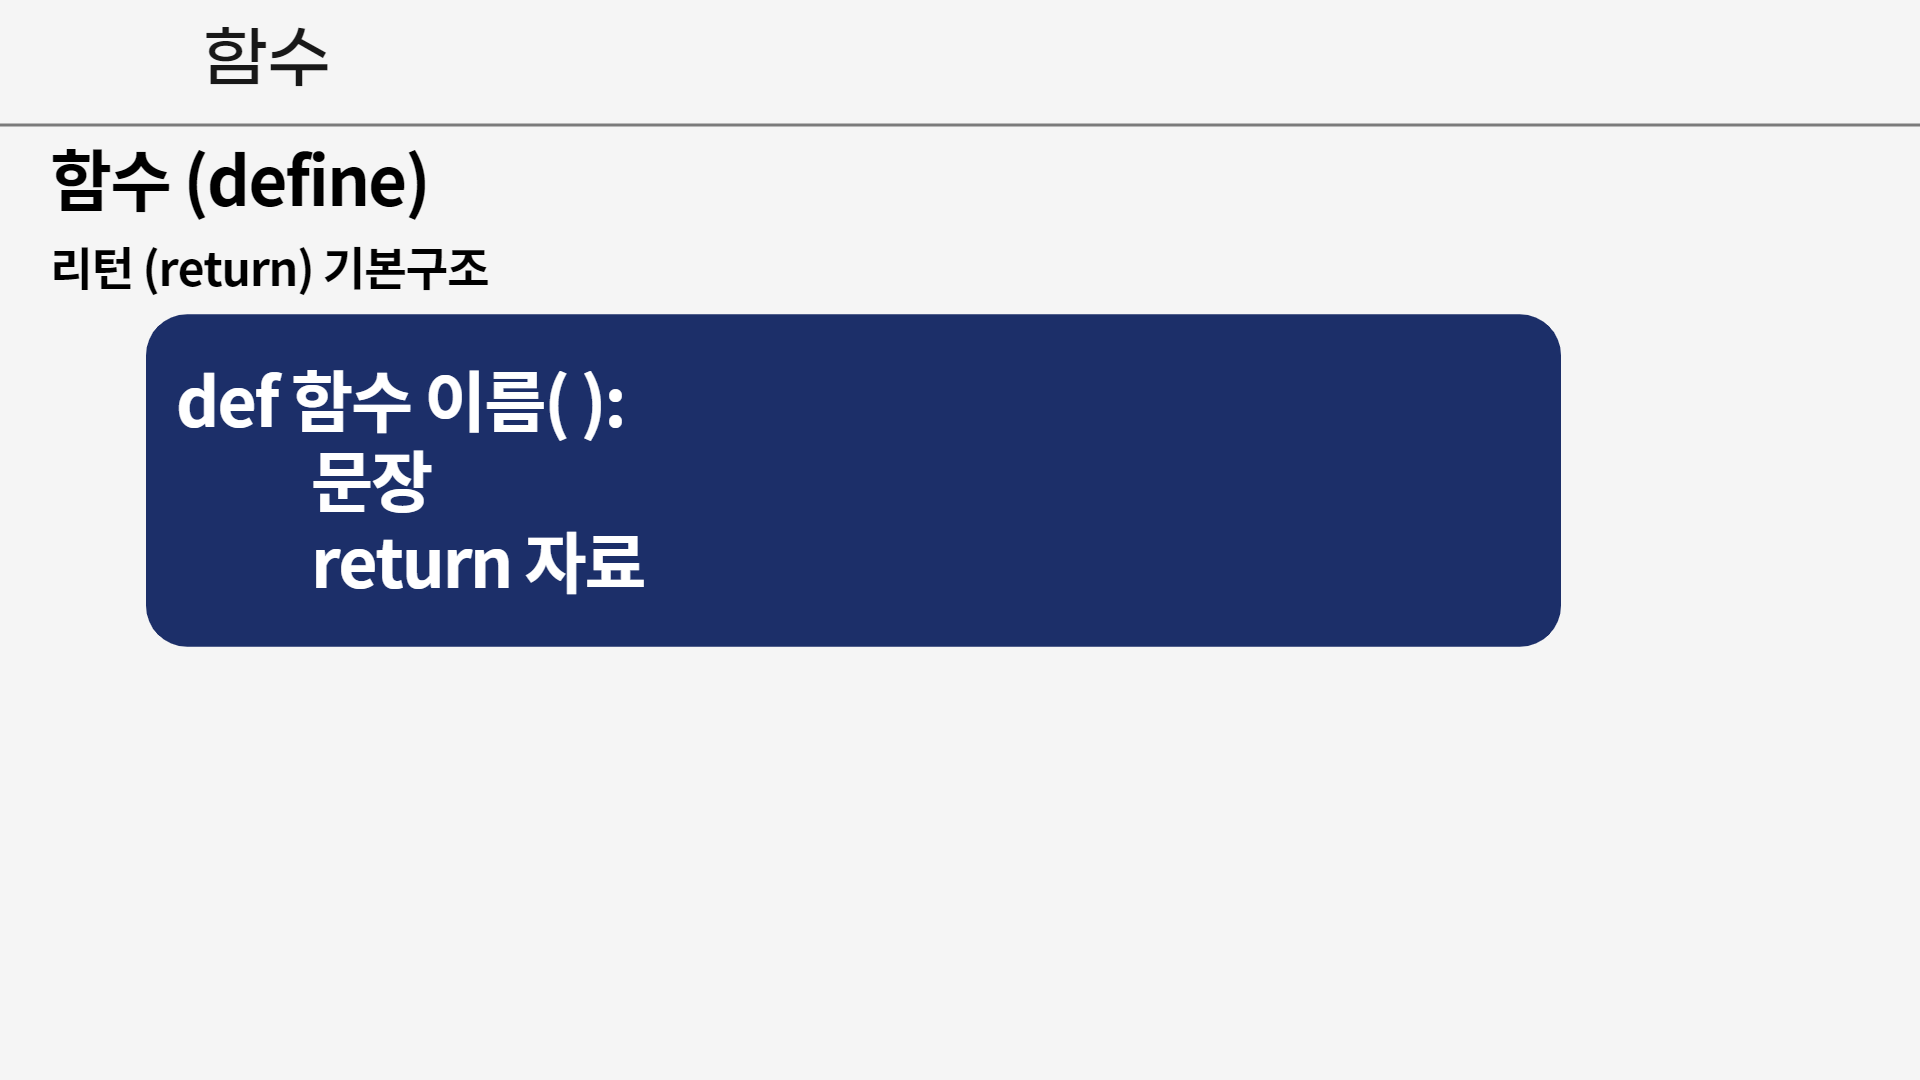 함수
함수 (define)
리턴 (return) 기본구조
def 함수 이름( ):
문장
return 자료